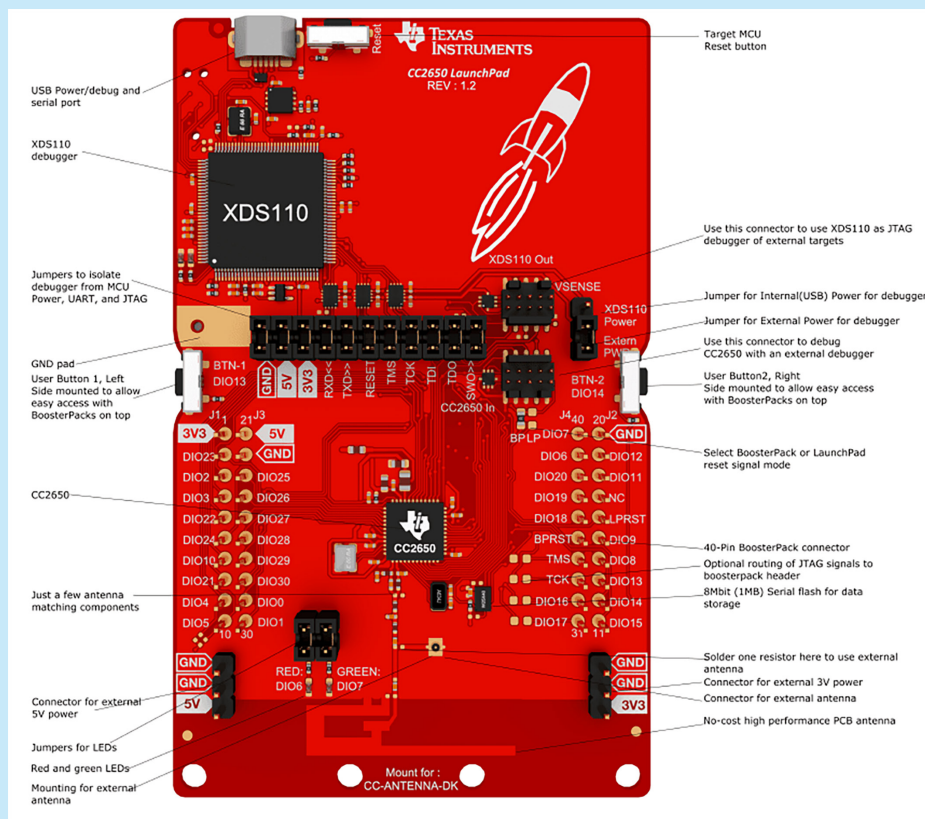 TEXAS
INSTRUMENTS
CC2650 LaunchPad
REV : 1.2
Reset
Target MCU
Reset button
USB Power/debug and
serial port
XDS110
debugger
XDS110
Use this connector to use XDS110 as JTAG
debugger of external targets
XDS110 Out
VSENSE
Jumpers to isolate
debugger from MCU
Power, UART, and JTAG
XDS110
Power
Jumper for Internal(USB) Power for debugger
Extern
Jumper for External Power for debugger
Use this connector to debug
CC2650 with an external debugger
GND pad
BTN-1
DIO13
User Button 1, Left
Side mounted to allow
easy access with
BoosterPacks on top
GND
5V
3V3
RXD<<
TXD>>
RESET
TMS
TCK
TDI
TDO
SWO>>
CC2650 In
BTN-2
DIO14
User Button2, Right
Side mounted to allow easy access
with BoosterPacks on top
BP LP
J1 1 21 J3
3V3 5V
DIO23 GND
DIO2 DIO25
DIO3 DIO26
DIO22 DIO27
DIO24 DIO28
DIO10 DIO29
DIO21 DIO30
DIO4 DIO0
DIO5 DIO1
10 30
J4 40 20 J2
DIO7 GND
DIO6 DIO12
DIO20 DIO11
DIO19 NC
DIO18 LPRST
BPRST DIO9
TMS DIO8
TCK DIO13
DIO16 DIO14
DIO17 DIO15
31 11
Select BoosterPack or LaunchPad
reset signal mode
CC2650
CC2650
40-Pin BoosterPack connector
Optional routing of JTAG signals to
boosterpack header
8Mbit (1MB) Serial flash for data
storage
Just a few antenna
matching components
RED:
DIO6
GREEN:
DIO7
GND
GND
5V
GND
GND
3V3
Solder one resistor here to use external
antenna
Connector for external 3V power
Connector for external antenna
No-cost high performance PCB antenna
Connector for external
5V power
Jumpers for LEDs
Red and green LEDs
Mounting for external
antenna
Mount for :
CC-ANTENNA-DK